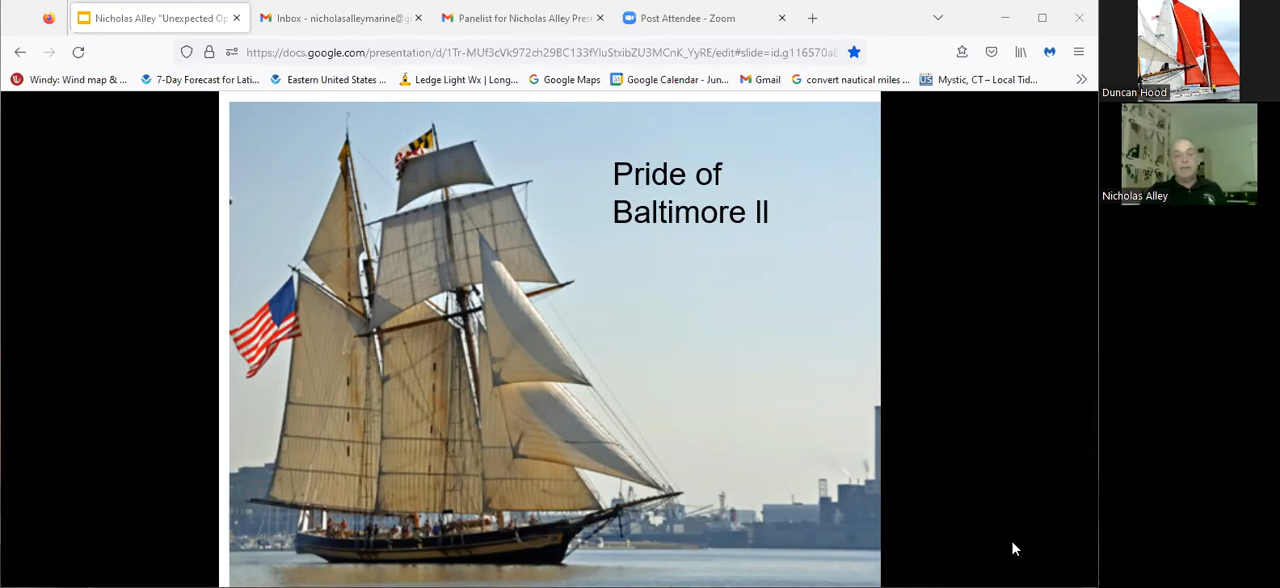 Nicholas Alley "Unexpected Op
Inbox - nicholasalleymarine@g
Panelist for Nicholas Alley Pres
Post Attendee - Zoom
https://docs.google.com/presentation/d/1Tr-MUf3cVk972ch29BC133fYIuStxibZU3MCnK_YyRE/edit#slide=id.g116570a
Windy: Wind map & ...
7-Day Forecast for Lati...
Eastern United States ...
Ledge Light Wx | Long...
Google Maps
Google Calendar - Jun...
Gmail
convert nautical miles ...
Mystic, CT – Local Tid...
Duncan Hood
Nicholas Alley
Pride of
Baltimore II